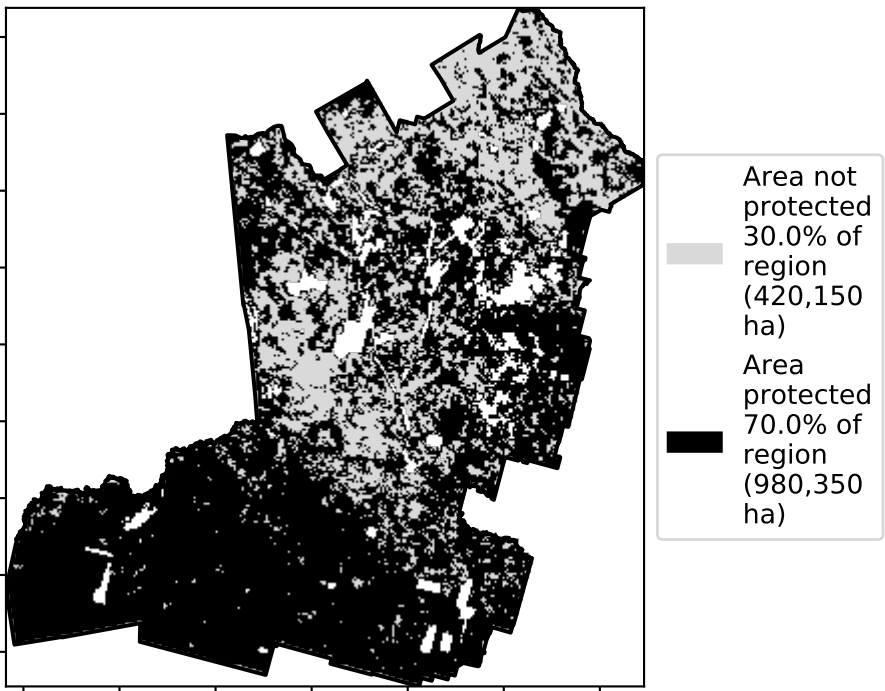 Area not
protected
30.0% of
region
(420,150
ha)
Area
protected
70.0% of
region
(980,350
ha)